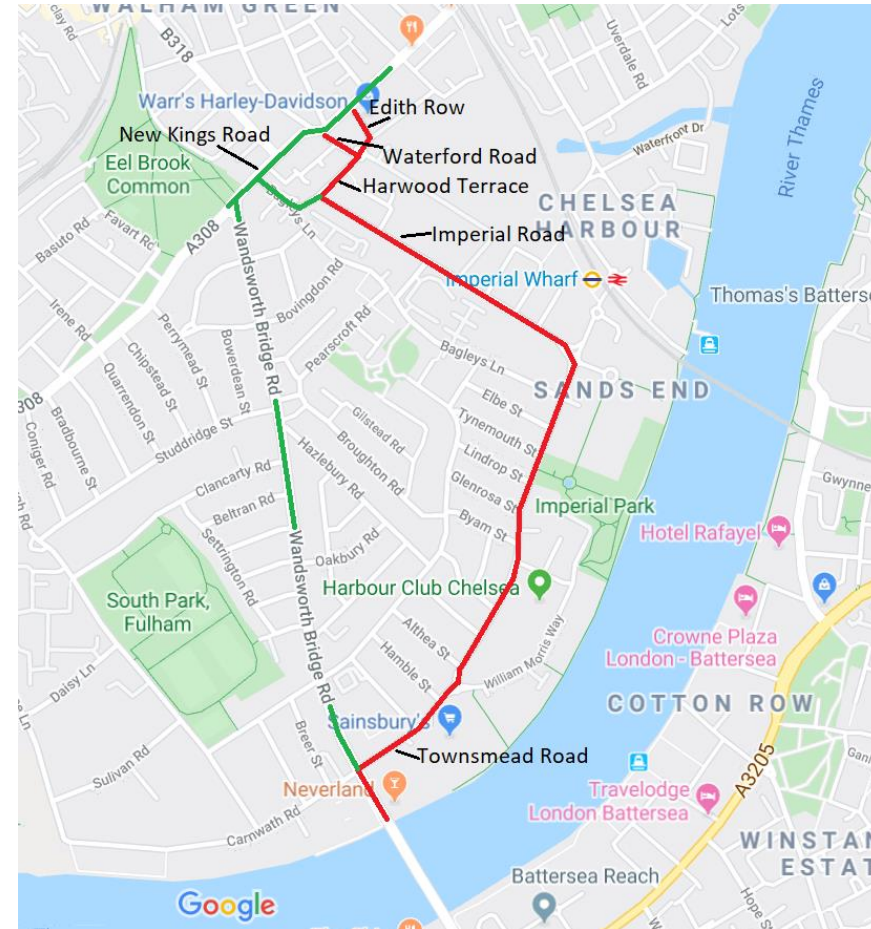 WALHAM GREEN
B318
Lots
Uverdale Rd
Warr's Harley-Davidson
Edith Row
New Kings Road
Waterford Road
Waterfront Dr
River Thames
Eel Brook
Common
Harwood Terrace
Bagleys Ln
CHELSEA
HARBOUR
Favart Rd
Basuto Rd
A308
Wandsworth Bridge Rd
Imperial Road
Imperial Wharf
Thomas's Batterse
Bovingdon Rd
Irene Rd
Perrymead St
Bowerdean St
Pearscroft Rd
Bagleys Ln
Chipstead St
Quarrendon St
SANDS END
Elbe St
308
Bradbourne St
Studdridge St
Gilstead Rd
Tynemouth St
Coniger Rd
Hazlebury Rd
Broughton Rd
Lindrop St
Clancarty Rd
Glenrosa St
Gwynne
Beltran Rd
Byam St
Imperial Park
Hotel Rafayel
Settrington Rd
Wandsworth Bridge Rd
Oakbury Rd
Harbour Club Chelsea
South Park,
Fulham
Althea St
William Morris Way
Crowne Plaza
London - Battersea
Daisy Ln
Hamble St
COTTON ROW
Sainsbury's
Breer St
Townsmead Road
Sulivan Rd
Neverland
Travelodge
London Battersea
A3205
Carnwath Rd
WINSTAN
ESTAT
Google
Battersea Reach
Hope St